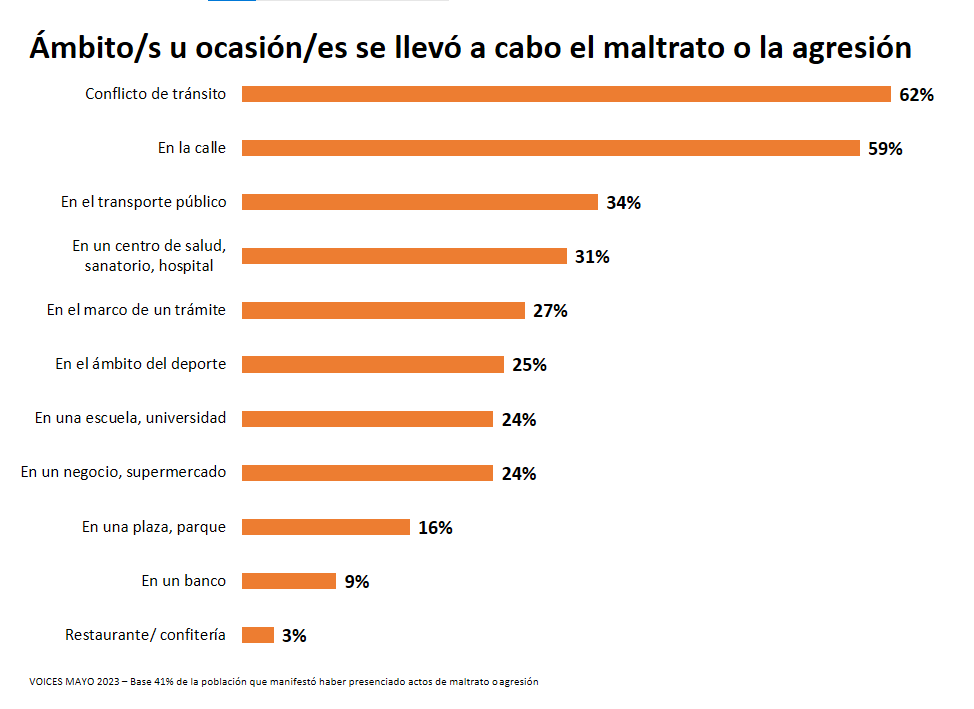 Ámbito/s u ocasión/es se llevó a cabo el maltrato o la agresión
Conflicto de tránsito 62%
En la calle 59%
En el transporte público 34%
En un centro de salud,
sanatorio, hospital 31%
En el marco de un trámite 27%
En el ámbito del deporte 25%
En una escuela, universidad 24%
En un negocio, supermercado 24%
En una plaza, parque 16%
En un banco 9%
Restaurante/ confitería 3%
VOICES MAYO 2023 – Base 41% de la población que manifestó haber presenciado actos de maltrato o agresión